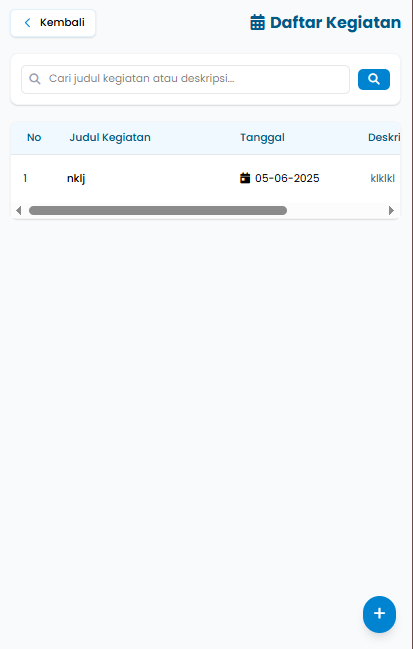 Kembali
Daftar Kegiatan
Cari judul kegiatan atau deskripsi...
No Judul Kegiatan Tanggal Deskri
1 nklj 05-06-2025 klklkl